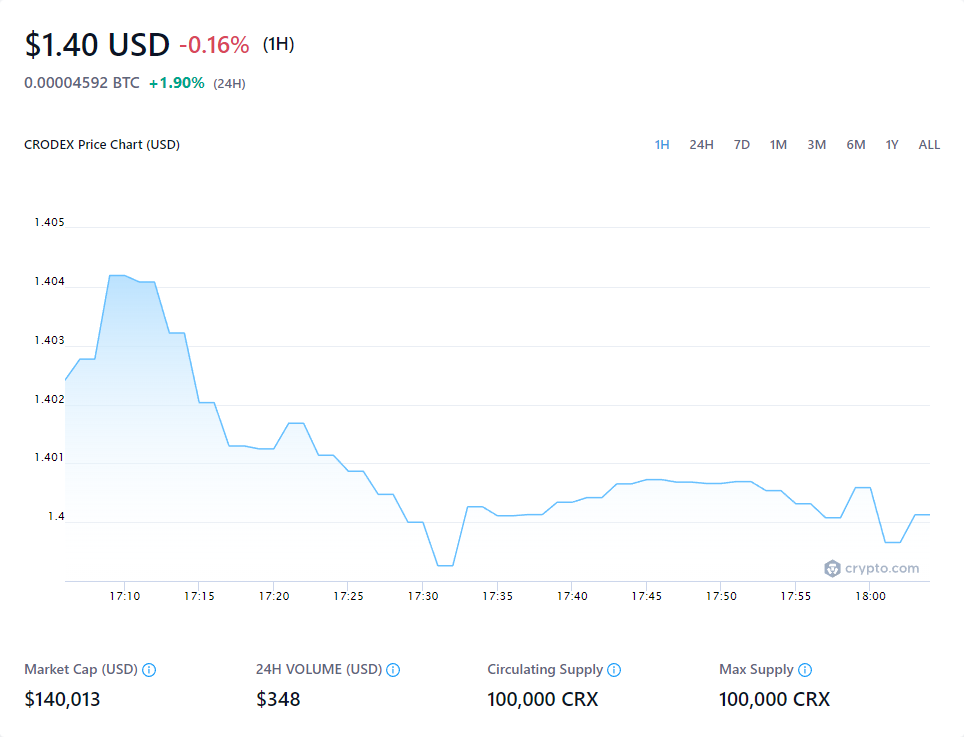 $1.40 USD -0.16% (1H)
0.00004592 BTC +1.90% (24H)
CRODEX Price Chart (USD) 1H 24H 7D 1M 3M 6M 1Y ALL
1.405
1.404
1.403
1.402
1.401
1.4
crypto.com
17:10 17:15 17:20 17:25 17:30 17:35 17:40 17:45 17:50 17:55 18:00
Market Cap (USD) 24H VOLUME (USD) Circulating Supply Max Supply
$140,013 $348 100,000 CRX 100,000 CRX